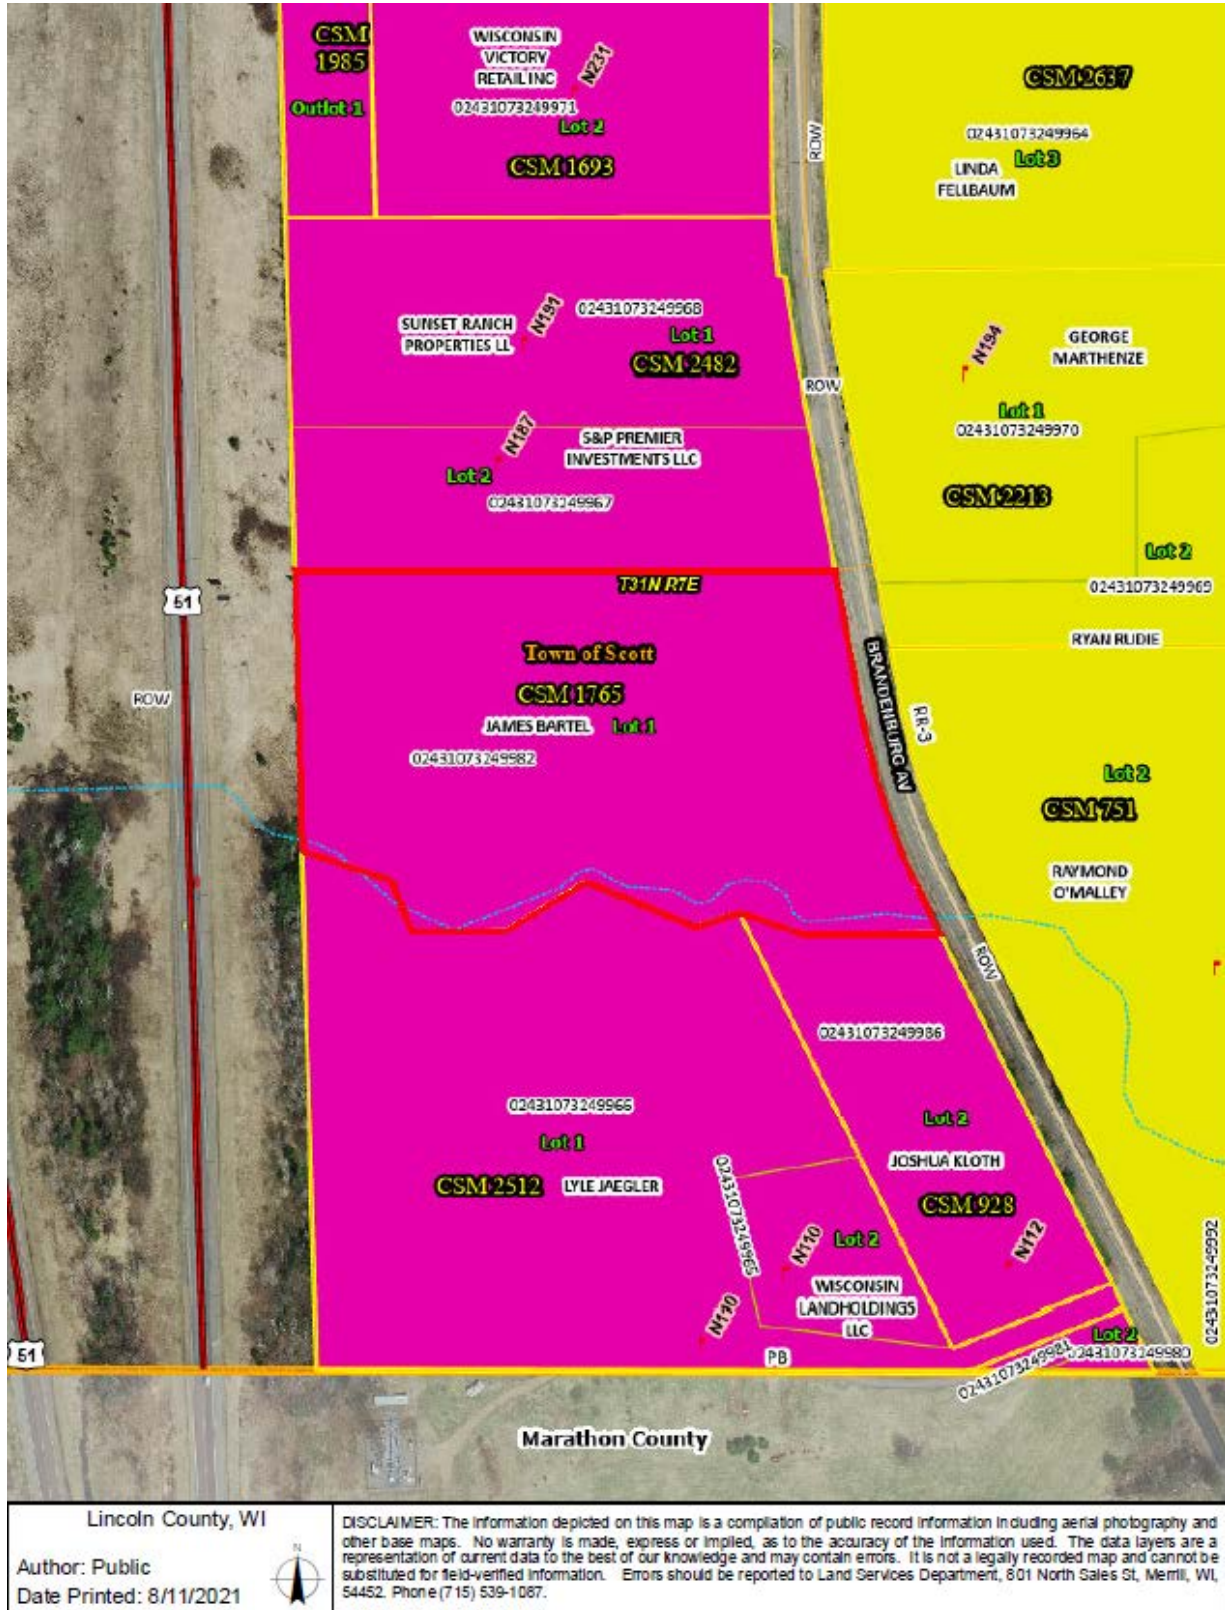 CSM
1985
Outlot 1
WISCONSIN
VICTORY
RETAIL INC
N231
02431073249971
Lot 2
CSM 1693
ROW
CSM 2637
02431073249964
Lot 3
LINDA
FELLBAUM
SUNSET RANCH
PROPERTIES LL
N191
02431073249968
Lot 1
CSM 2482
ROW
N194
GEORGE
MARTHENZE
Lot 1
02431073249970
CSM 2213
Lot 2
02431073249969
N187
S&P PREMIER
INVESTMENTS LLC
Lot 2
02431073249967
T31N R7E
51
ROW
Town of Scott
CSM 1765
JAMES BARTEL
Lot 1
02431073249982
BRANDENBURG AV
RR-3
RYAN RUDIE
Lot 2
CSM 751
RAYMOND
O'MALLEY
ROW
02431073249986
02431073249966
Lot 1
CSM 2512
LYLE JAEGLER
Lot 2
JOSHUA KLOTH
CSM 928
N112
02431073249965
N110
Lot 2
WISCONSIN
LANDHOLDINGS
LLC
N110
PB
02431073249992
Lot 2
02431073249981
02431073249980
51
Marathon County
Lincoln County, WI
Author: Public
Date Printed: 8/11/2021
N
DISCLAIMER: The information depicted on this map is a compilation of public record information including aerial photography and
other base maps. No warranty is made, express or implied, as to the accuracy of the information used. The data layers are a
representation of current data to the best of our knowledge and may contain errors. It is not a legally recorded map and cannot be
substituted for field-verified information. Errors should be reported to Land Services Department, 801 North Sales St, Merrill, WI,
54452. Phone (715) 539-1087.